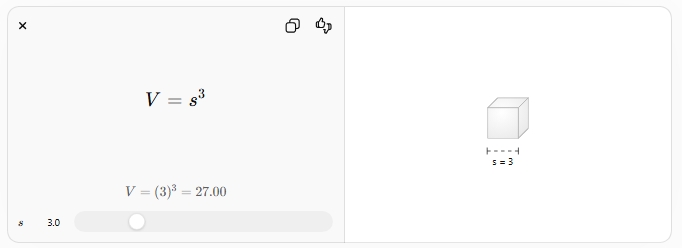 V = s³
V = (3)³ = 27.00
s 3.0
s = 3